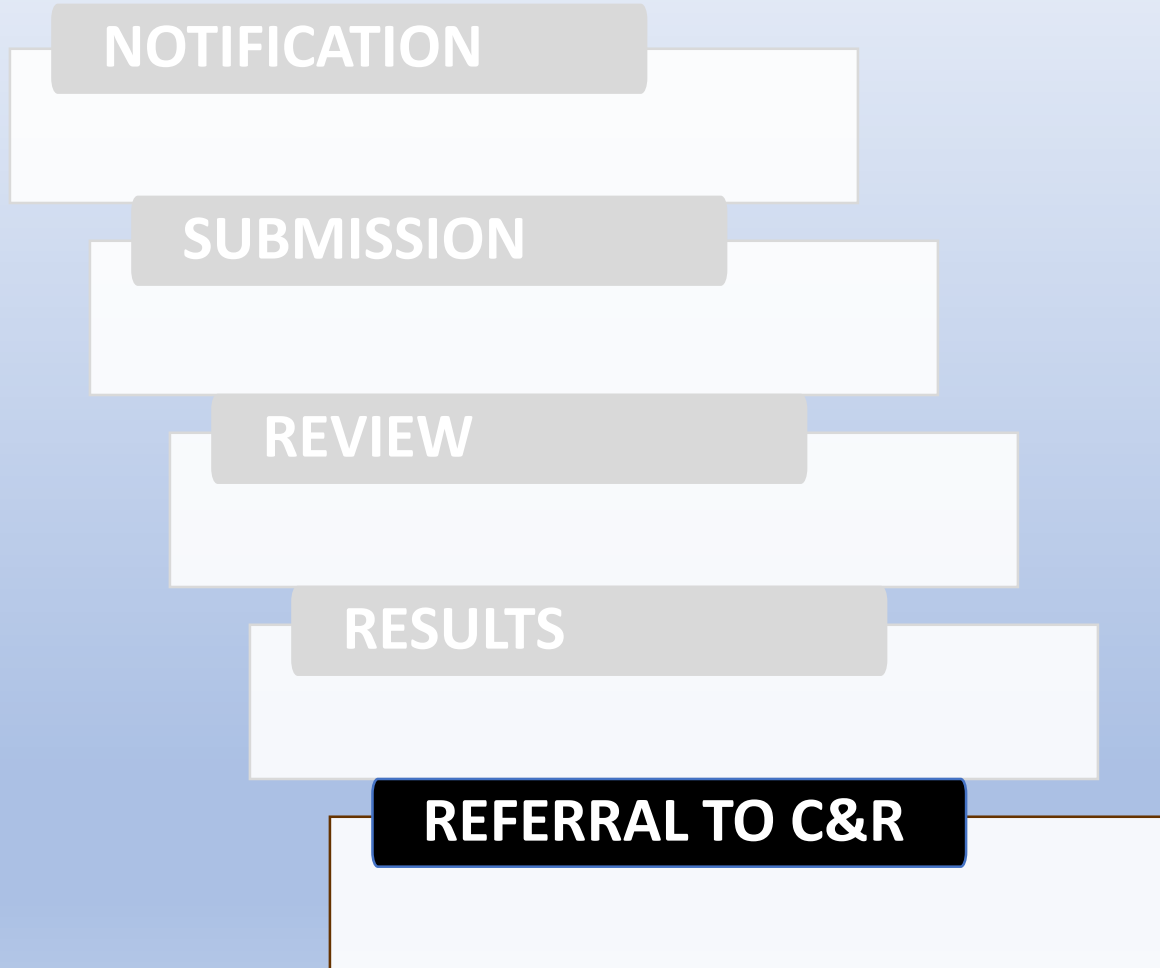 NOTIFICATION
SUBMISSION
REVIEW
RESULTS
REFERRAL TO C&R